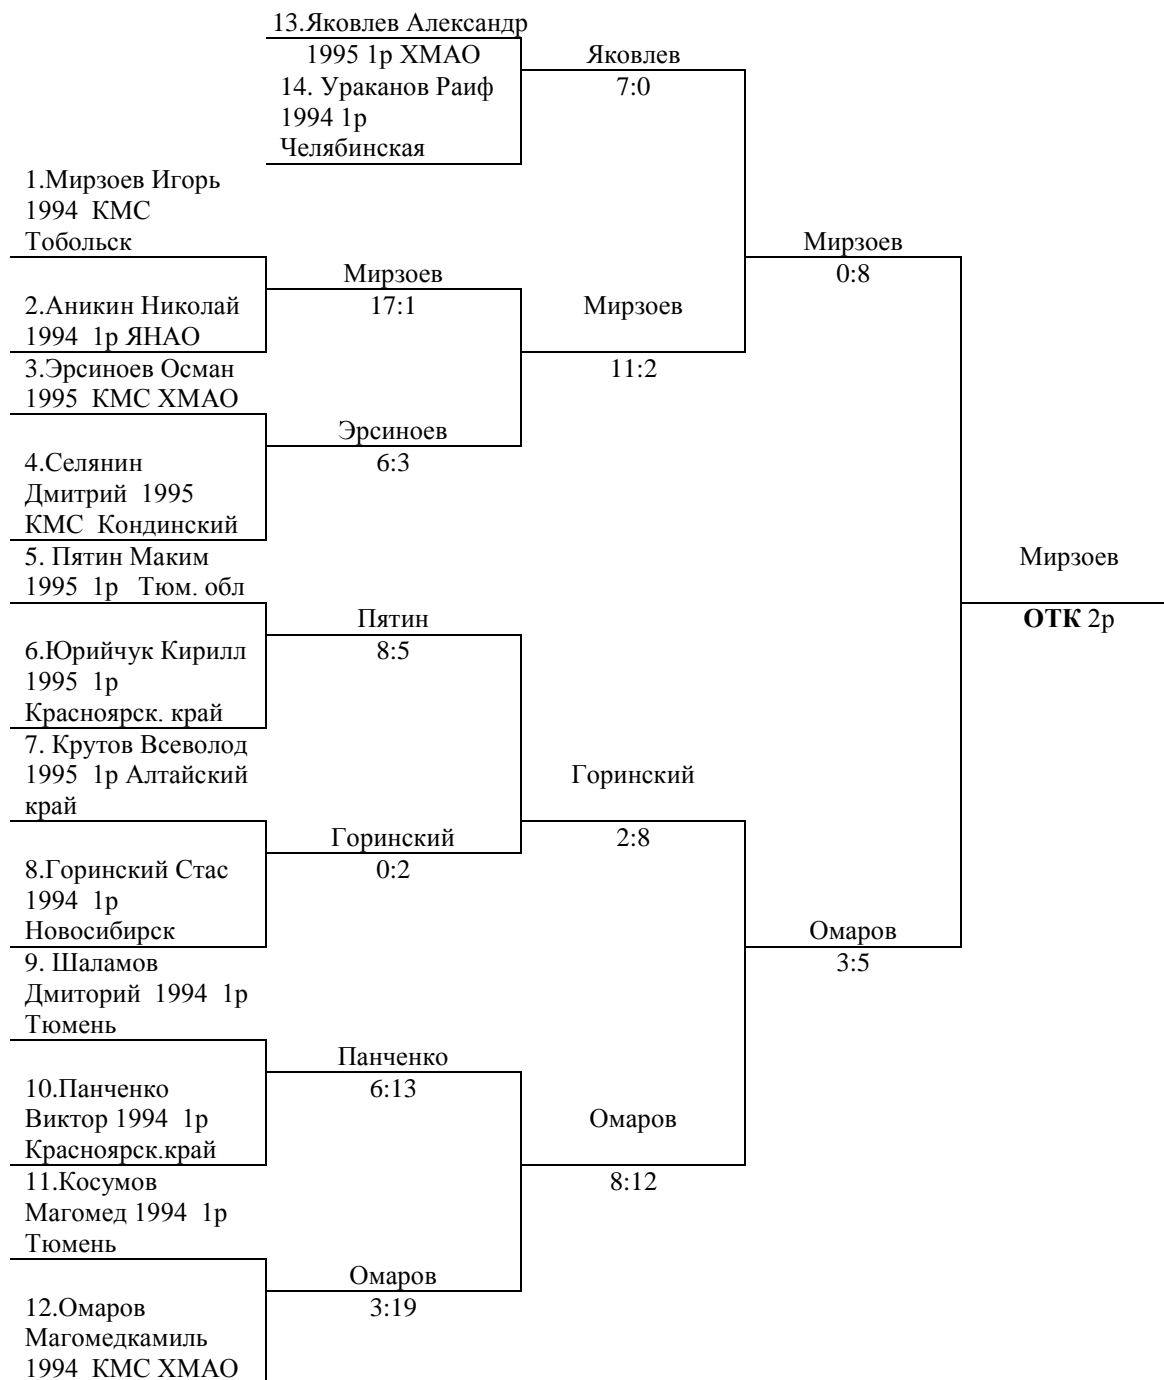 13.Яковлев Александр
1995 1р ХМАО
Яковлев
14. Ураканов Раиф
7:0
1994 1р
Челябинская
1.Мирзоев Игорь
1994 КМС
Тобольск
Мирзоев
Мирзоев
0:8
2.Аникин Николай
17:1
Мирзоев
1994 1р ЯНАО
3.Эрсиноев Осман
11:2
1995 КМС ХМАО
Эрсиноев
4.Селянин
6:3
Дмитрий 1995
КМС Кондинский
5. Пятин Маким
Мирзоев
1995 1р Тюм. обл
Пятин
ОТК 2р
6.Юрийчук Кирилл
8:5
1995 1р
Красноярск. край
7. Крутов Всеволод
1995 1р Алтайский
Горинский
край
Горинский
2:8
8.Горинский Стас
0:2
1994 1р
Новосибирск
Омаров
9. Шаламов
3:5
Дмиторий 1994 1р
Тюмень
Панченко
10.Панченко
6:13
Виктор 1994 1р
Омаров
Красноярск.край
11.Косумов
8:12
Магомед 1994 1р
Тюмень
Омаров
12.Омаров
3:19
Магомедкамиль
1994 КМС ХМАО